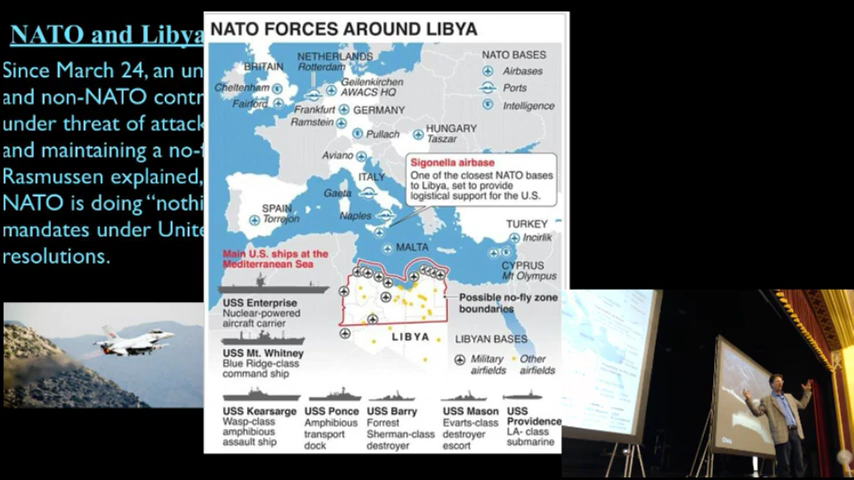 NATO and Libya
Since March 24, an un
and non-NATO contr
under threat of attack
and maintaining a no-f
Rasmussen explained,
NATO is doing “nothi
mandates under Unite
resolutions.
NATO FORCES AROUND LIBYA
NATO BASES
Airbases
Ports
Intelligence
BRITAIN
Cheltenham
Fairford
NETHERLANDS
Rotterdam
Geilenkirchen
AWACS HQ
Frankfurt
GERMANY
Ramstein
Pullach
HUNGARY
Taszar
Aviano
ITALY
Gaeta
Naples
SPAIN
Torrejon
Sigonella airbase
One of the closest NATO bases
to Libya, set to provide
logistical support for the U.S.
MALTA
TURKEY
Incirlik
CYPRUS
Mt Olympus
Main U.S. ships at the
Mediterranean Sea
USS Enterprise
Nuclear-powered
aircraft carrier
USS Mt. Whitney
Blue Ridge-class
command ship
Possible no-fly zone
boundaries
LIBYA
LIBYAN BASES
Military
airfields
Other
airfields
USS Kearsarge
Wasp-class
amphibious
assault ship
USS Ponce
Amphibious
transport
dock
USS Barry
Forrest
Sherman-class
destroyer
USS Mason
Evarts-class
destroyer
escort
USS
Providence
LA- class
submarine